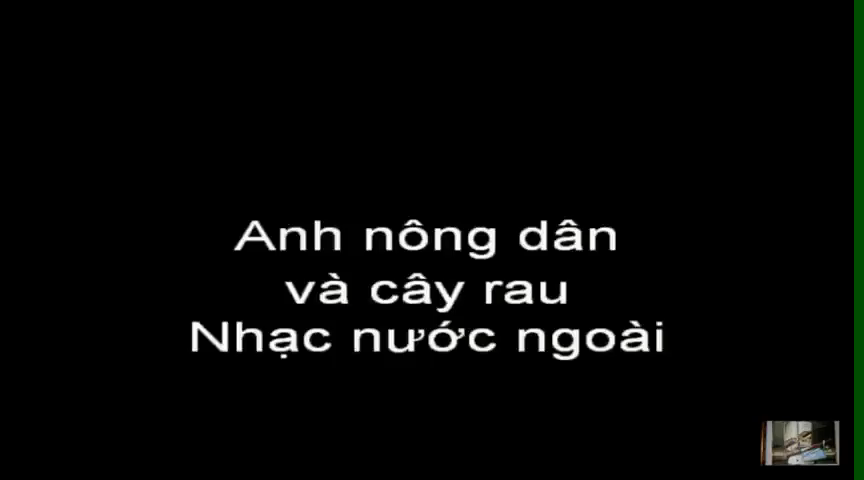 Anh nông dân
và cây rau
Nhạc nước ngoài